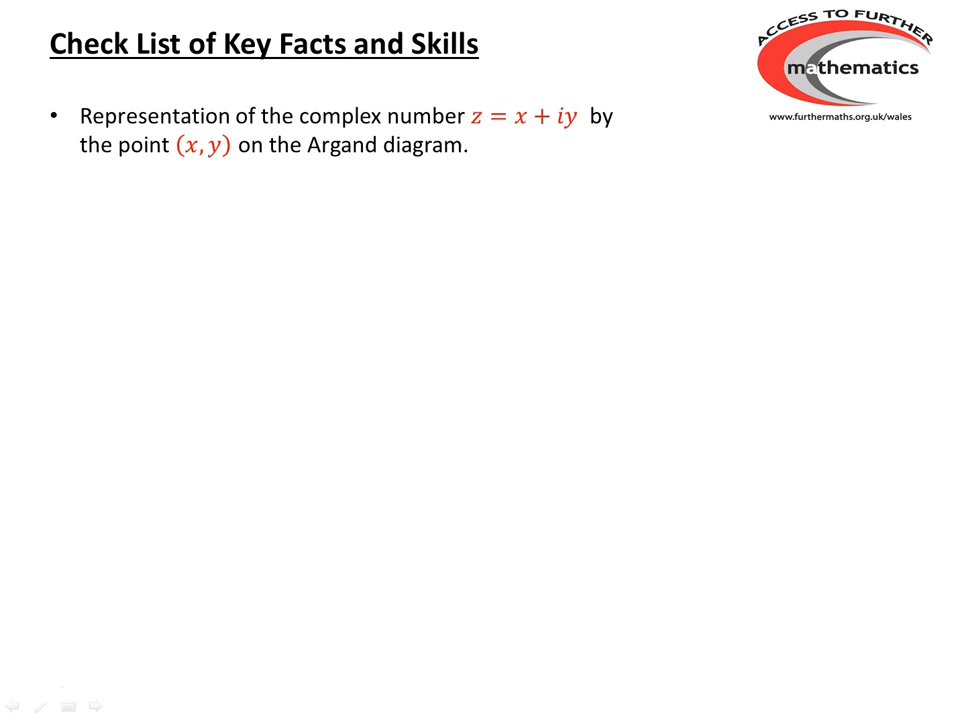 Check List of Key Facts and Skills
ACCESS TO FURTHER
mathematics
www.furthermaths.org.uk/wales
• Representation of the complex number z = x + iy by
the point (x, y) on the Argand diagram.